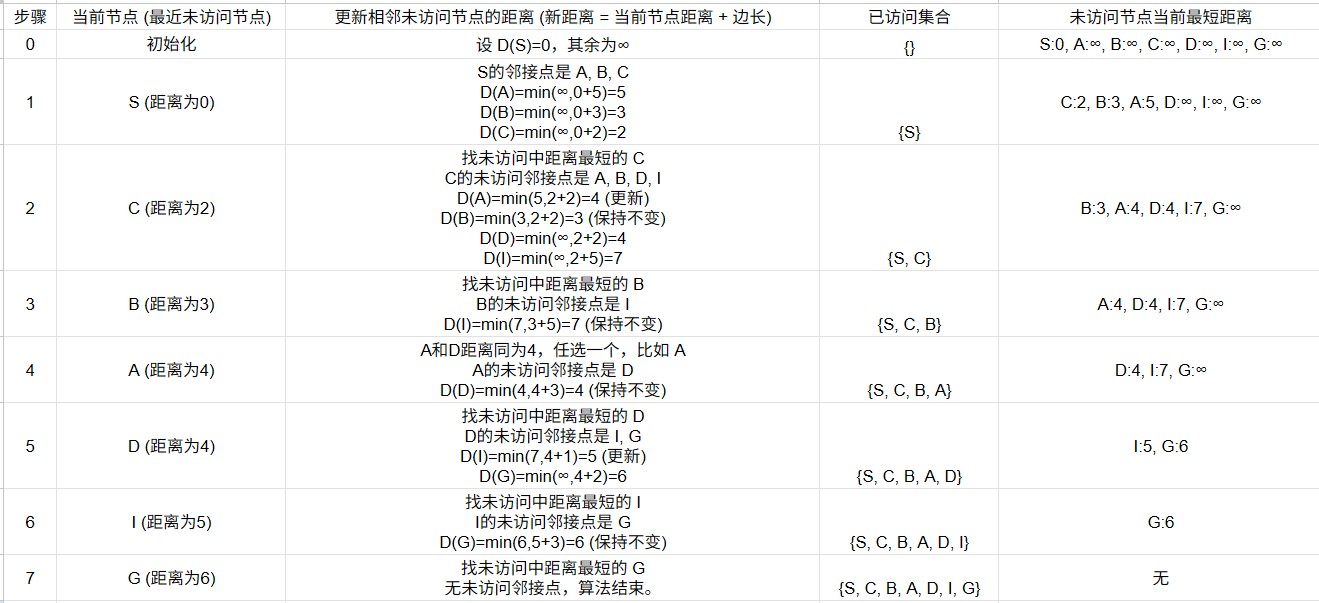 步骤 当前节点 (最近未访问节点) 更新相邻未访问节点的距离 (新距离 = 当前节点距离 + 边长) 已访问集合 未访问节点当前最短距离
0 初始化 设 D(S)=0，其余为∞ {} S:0, A:∞, B:∞, C:∞, D:∞, I:∞, G:∞
1 S (距离为0)
S的邻接点是 A, B, C
D(A)=min(∞,0+5)=5
D(B)=min(∞,0+3)=3
D(C)=min(∞,0+2)=2
{S}
C:2, B:3, A:5, D:∞, I:∞, G:∞
2 C (距离为2)
找未访问中距离最短的 C
C的未访问邻接点是 A, B, D, I
D(A)=min(5,2+2)=4 (更新)
D(B)=min(3,2+2)=3 (保持不变)
D(D)=min(∞,2+2)=4
D(I)=min(∞,2+5)=7
{S, C}
B:3, A:4, D:4, I:7, G:∞
3 B (距离为3)
找未访问中距离最短的 B
B的未访问邻接点是 I
D(I)=min(7,3+5)=7 (保持不变)
{S, C, B}
A:4, D:4, I:7, G:∞
4 A (距离为4)
A和D距离同为4，任选一个，比如 A
A的未访问邻接点是 D
D(D)=min(4,4+3)=4 (保持不变)
{S, C, B, A}
D:4, I:7, G:∞
5 D (距离为4)
找未访问中距离最短的 D
D的未访问邻接点是 I, G
D(I)=min(7,4+1)=5 (更新)
D(G)=min(∞,4+2)=6
{S, C, B, A, D}
I:5, G:6
6 I (距离为5)
找未访问中距离最短的 I
I的未访问邻接点是 G
D(G)=min(6,5+3)=6 (保持不变)
{S, C, B, A, D, I}
G:6
7 G (距离为6)
找未访问中距离最短的 G
无未访问邻接点，算法结束。
{S, C, B, A, D, I, G}
无